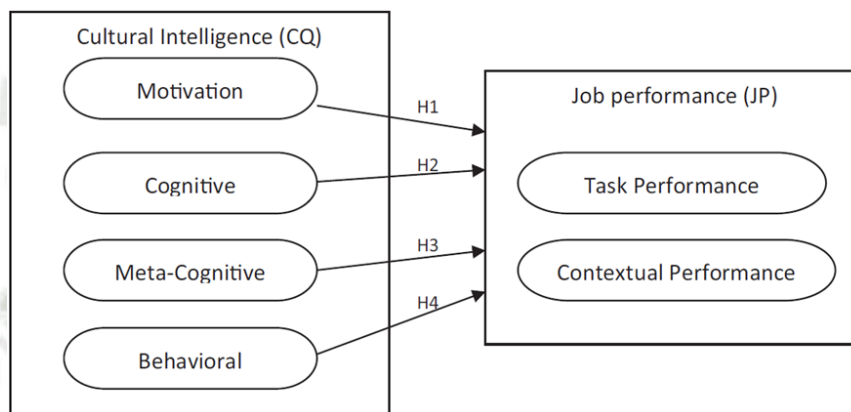 Cultural Intelligence (CQ)
Motivation
Cognitive
Meta-Cognitive
Behavioral
H1
H2
H3
H4
Job performance (JP)
Task Performance
Contextual Performance